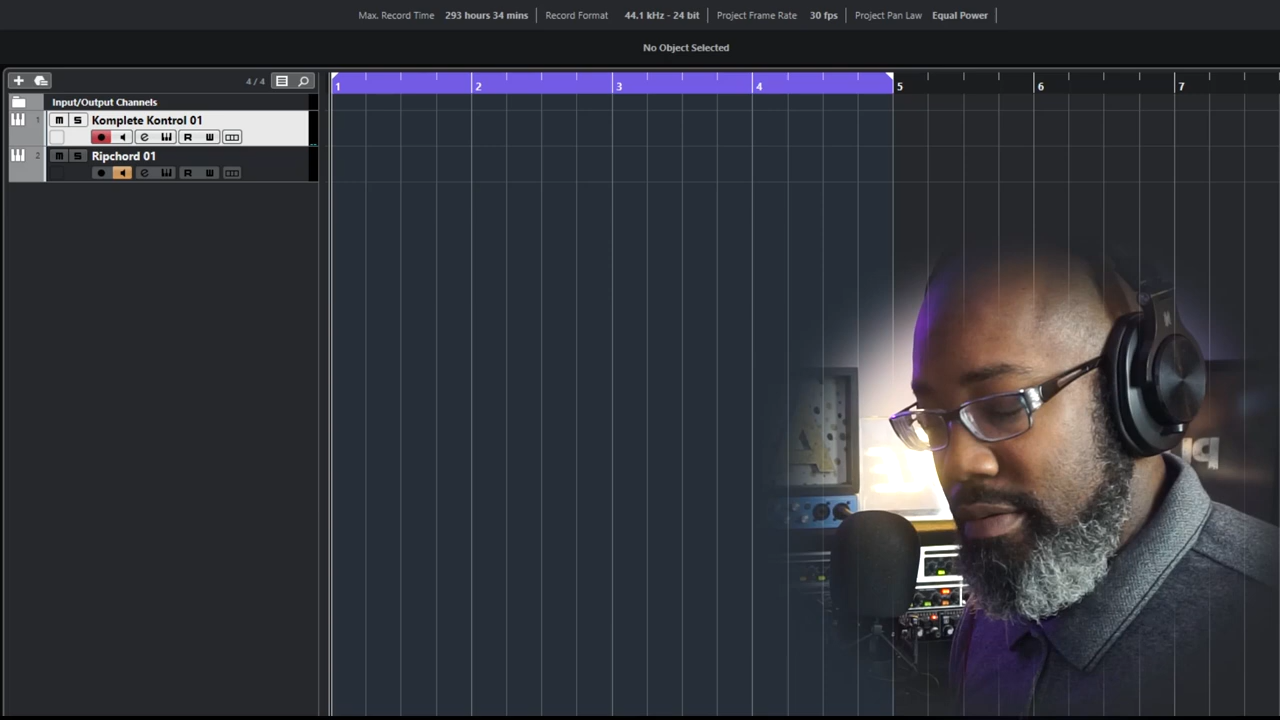 Max. Record Time 293 hours 34 mins Record Format 44.1 kHz - 24 bit Project Frame Rate 30 fps Project Pan Law Equal Power
No Object Selected
4 / 4
1 2 3 4 5 6 7
Input/Output Channels
1 m S Komplete Kontrol 01
e R W
2 m S Ripchord 01
e R W
A